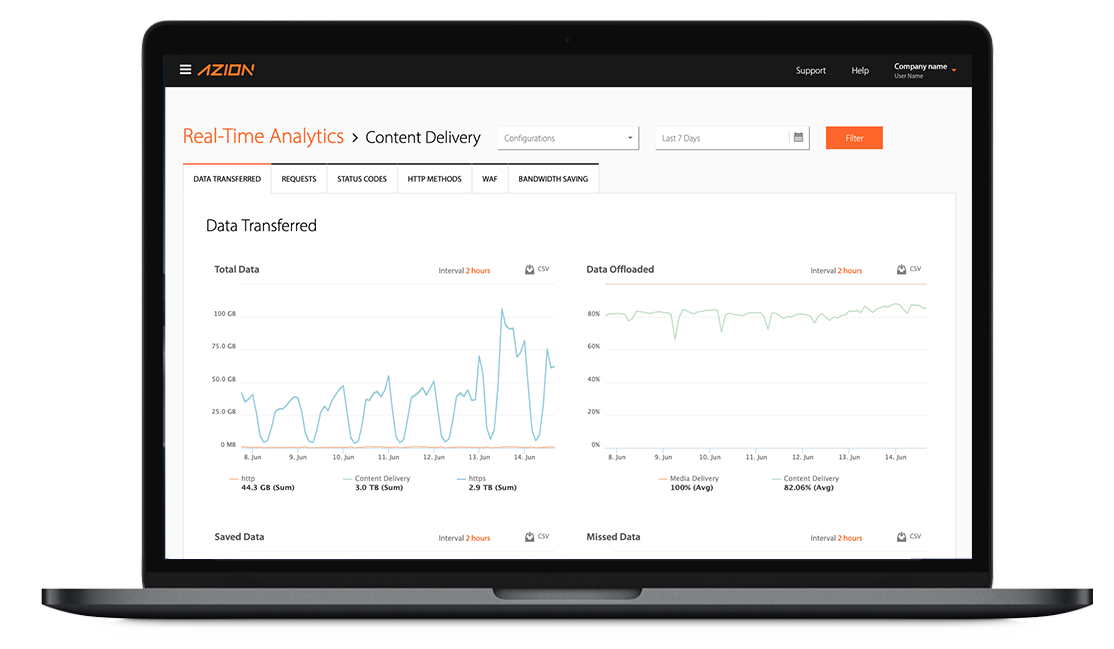 AZION
Support Help Company name
User Name
Real-Time Analytics > Content Delivery Configurations Last 7 Days Filter
DATA TRANSFERRED REQUESTS STATUS CODES HTTP METHODS WAF BANDWIDTH SAVING
Data Transferred
Total Data Interval 2 hours CSV
100 GB
75.0 GB
50.0 GB
25.0 GB
0 MB
8. Jun 9. Jun 10. Jun 11. Jun 12. Jun 13. Jun 14. Jun
http Content Delivery https
44.3 GB (Sum) 3.0 TB (Sum) 2.9 TB (Sum)
Data Offloaded Interval 2 hours CSV
80%
60%
40%
20%
0%
8. Jun 9. Jun 10. Jun 11. Jun 12. Jun 13. Jun 14. Jun
Media Delivery Content Delivery
100% (Avg) 82.06% (Avg)
Saved Data Interval 2 hours CSV
Missed Data Interval 2 hours CSV